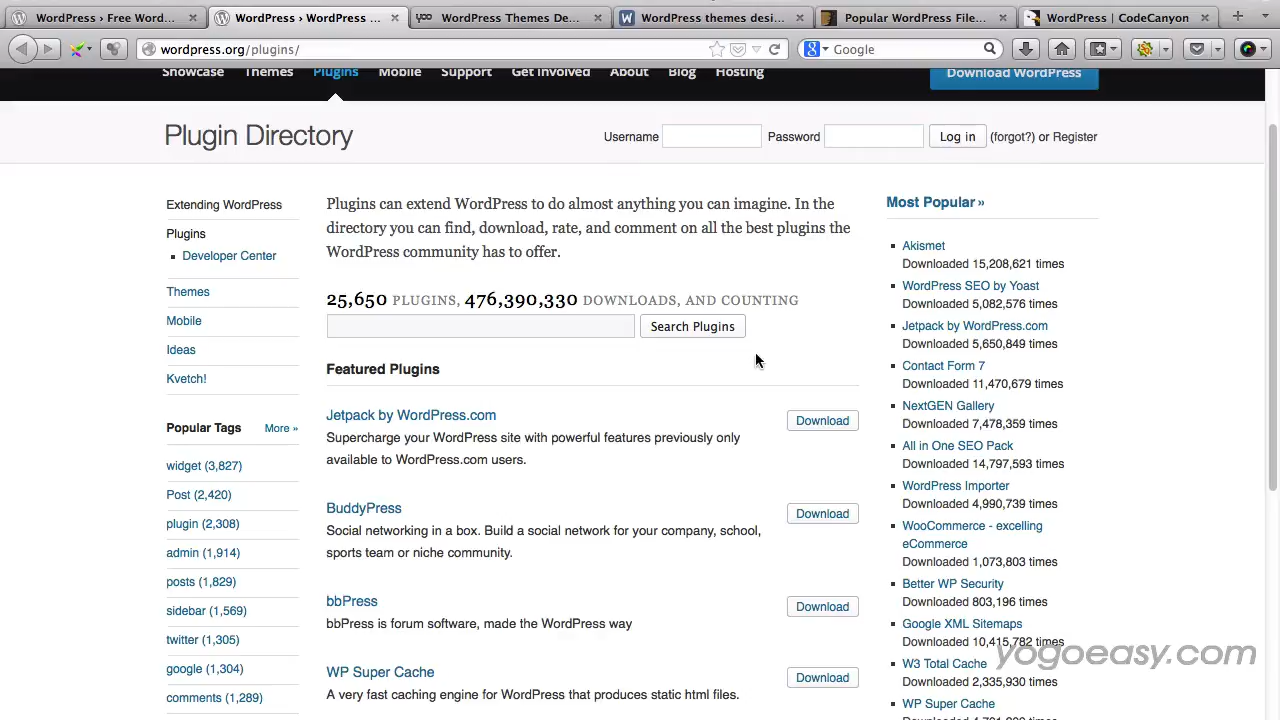 WordPress › Free Word...
WordPress › WordPress ...
YOO
WordPress Themes De...
WordPress themes desi...
Popular WordPress File...
WordPress | CodeCanyon
wordpress.org/plugins/
Google
Showcase
Themes
Plugins
Mobile
Support
Get Involved
About
Blog
Hosting
Download WordPress
Plugin Directory
Username
Password
Log in
(forgot?) or Register
Extending WordPress
Plugins
Developer Center
Themes
Mobile
Ideas
Kvetch!
Popular Tags
More »
widget (3,827)
Post (2,420)
plugin (2,308)
admin (1,914)
posts (1,829)
sidebar (1,569)
twitter (1,305)
google (1,304)
comments (1,289)
Plugins can extend WordPress to do almost anything you can imagine. In the
directory you can find, download, rate, and comment on all the best plugins the
WordPress community has to offer.
25,650 PLUGINS, 476,390,330 DOWNLOADS, AND COUNTING
Search Plugins
Featured Plugins
Jetpack by WordPress.com
Download
Supercharge your WordPress site with powerful features previously only
available to WordPress.com users.
BuddyPress
Download
Social networking in a box. Build a social network for your company, school,
sports team or niche community.
bbPress
Download
bbPress is forum software, made the WordPress way
WP Super Cache
Download
A very fast caching engine for WordPress that produces static html files.
Most Popular »
Akismet
Downloaded 15,208,621 times
WordPress SEO by Yoast
Downloaded 5,082,576 times
Jetpack by WordPress.com
Downloaded 5,650,849 times
Contact Form 7
Downloaded 11,470,679 times
NextGEN Gallery
Downloaded 7,478,359 times
All in One SEO Pack
Downloaded 14,797,593 times
WordPress Importer
Downloaded 4,990,739 times
WooCommerce - excelling
eCommerce
Downloaded 1,073,803 times
Better WP Security
Downloaded 803,196 times
Google XML Sitemaps
Downloaded 10,415,782 times
W3 Total Cache
Downloaded 2,335,930 times
WP Super Cache
yogoeasy.com